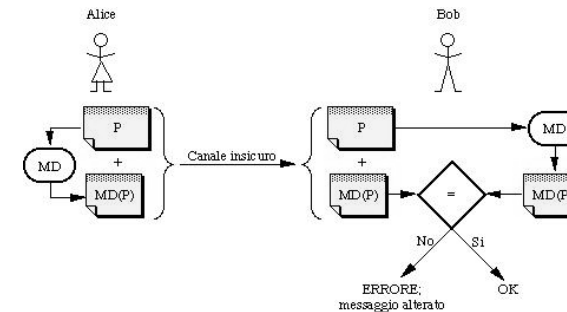 Alice
Bob
P
P
MD
+
Canale insicuro
+
MD
MD(P)
MD(P)
=
MD(P
No
Si
ERRORE;
OK
messaggio alterato